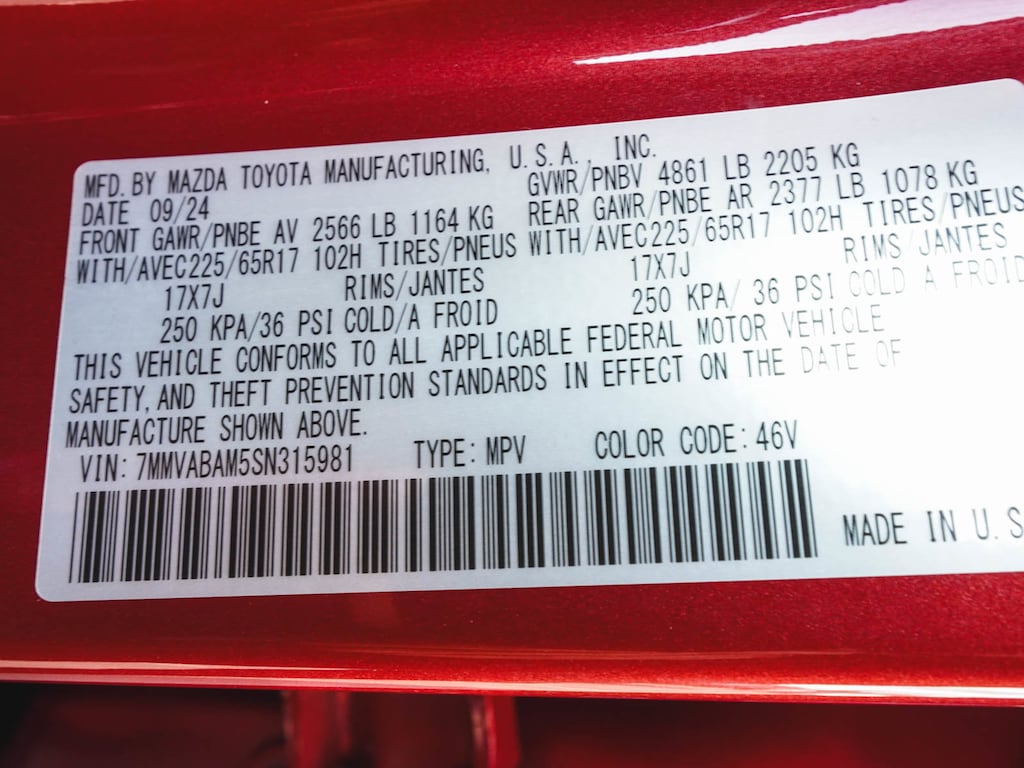 MFD. BY MAZDA TOYOTA MANUFACTURING, U.S.A., INC.
DATE 09/24 GVWR/PNBV 4861 LB 2205 KG
FRONT GAWR/PNBE AV 2566 LB 1164 KG REAR GAWR/PNBE AR 2377 LB 1078 KG
WITH/AVEC225/65R17 102H TIRES/PNEUS WITH/AVEC225/65R17 102H TIRES/PNEUS
17X7J RIMS/JANTES 17X7J RIMS/JANTES
250 KPA/36 PSI COLD/A FROID 250 KPA/ 36 PSI COLD A FROID
THIS VEHICLE CONFORMS TO ALL APPLICABLE FEDERAL MOTOR VEHICLE
SAFETY, AND THEFT PREVENTION STANDARDS IN EFFECT ON THE DATE OF
MANUFACTURE SHOWN ABOVE.
VIN: 7MMVABAM5SN315981 TYPE: MPV COLOR CODE: 46V
MADE IN U.S